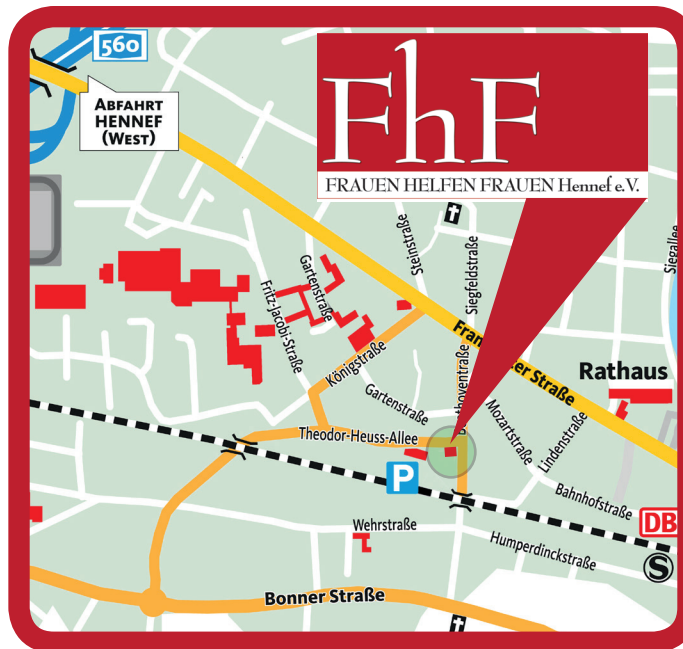 560
ABFAHRT
HENNEF
(WEST)
FhF
FRAUEN HELFEN FRAUEN Hennef e.V.
Steinstraße
Siegfeldstraße
Siegallee
Gartenstraße
Fritz-Jacobi-Straße
Königstraße
Straße
Rathaus
Gartenstraße
Mozartstraße
Lindenstraße
Theodor-Heuss-Allee
P
Bahnhofstraße
DB
Wehrstraße
Humperdinckstraße
S
Bonner Straße